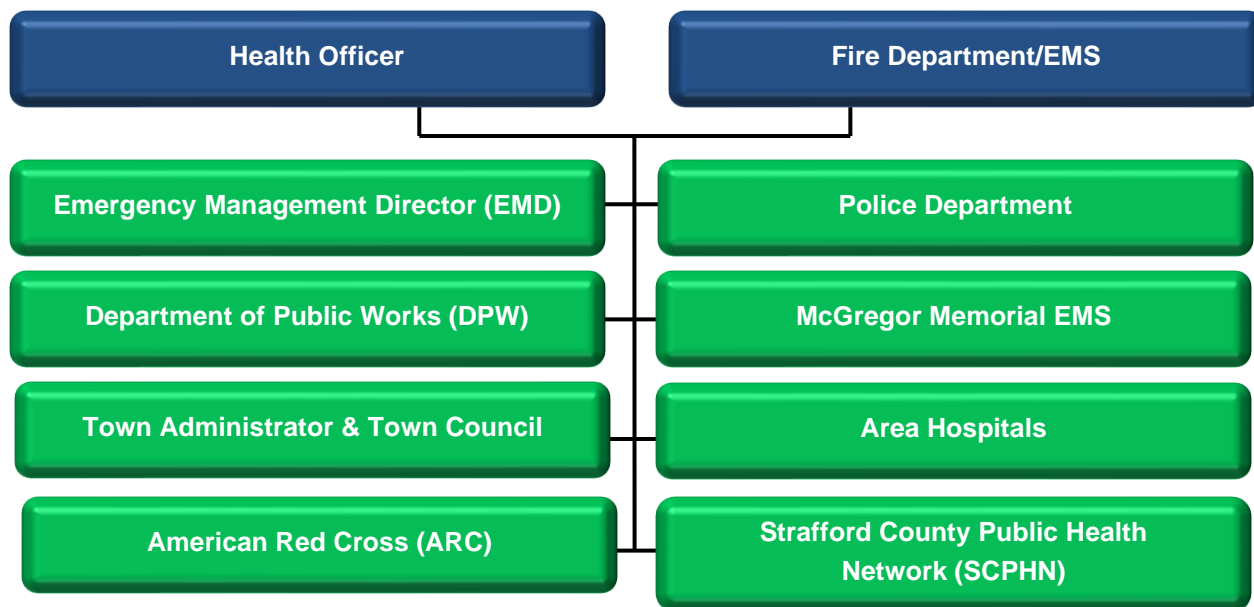 Health Officer
Fire Department/EMS
Emergency Management Director (EMD)
Police Department
Department of Public Works (DPW)
McGregor Memorial EMS
Town Administrator & Town Council
Area Hospitals
American Red Cross (ARC)
Strafford County Public Health
Network (SCPHN)